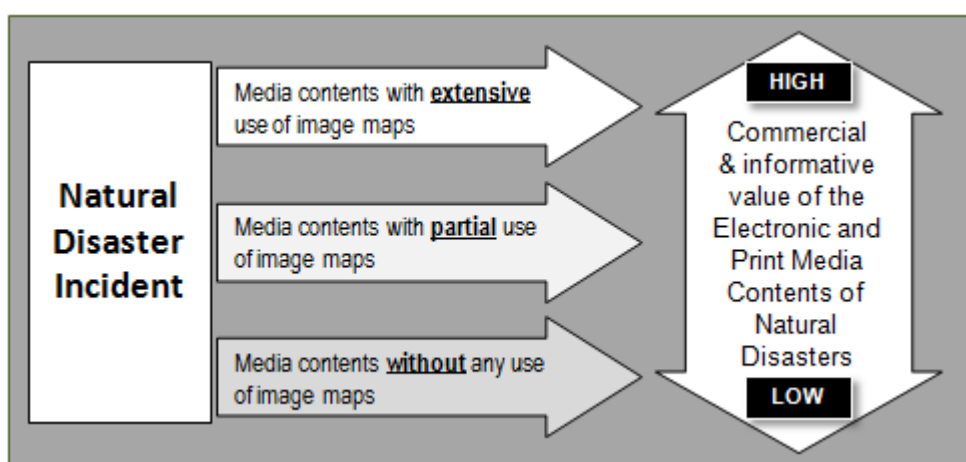 Natural
Disaster
Incident
Media contents with extensive
use of image maps
Media contents with partial use
of image maps
Media contents without any use
of image maps
HIGH
Commercial
& informative
value of the
Electronic and
Print Media
Contents of
Natural
Disasters
LOW